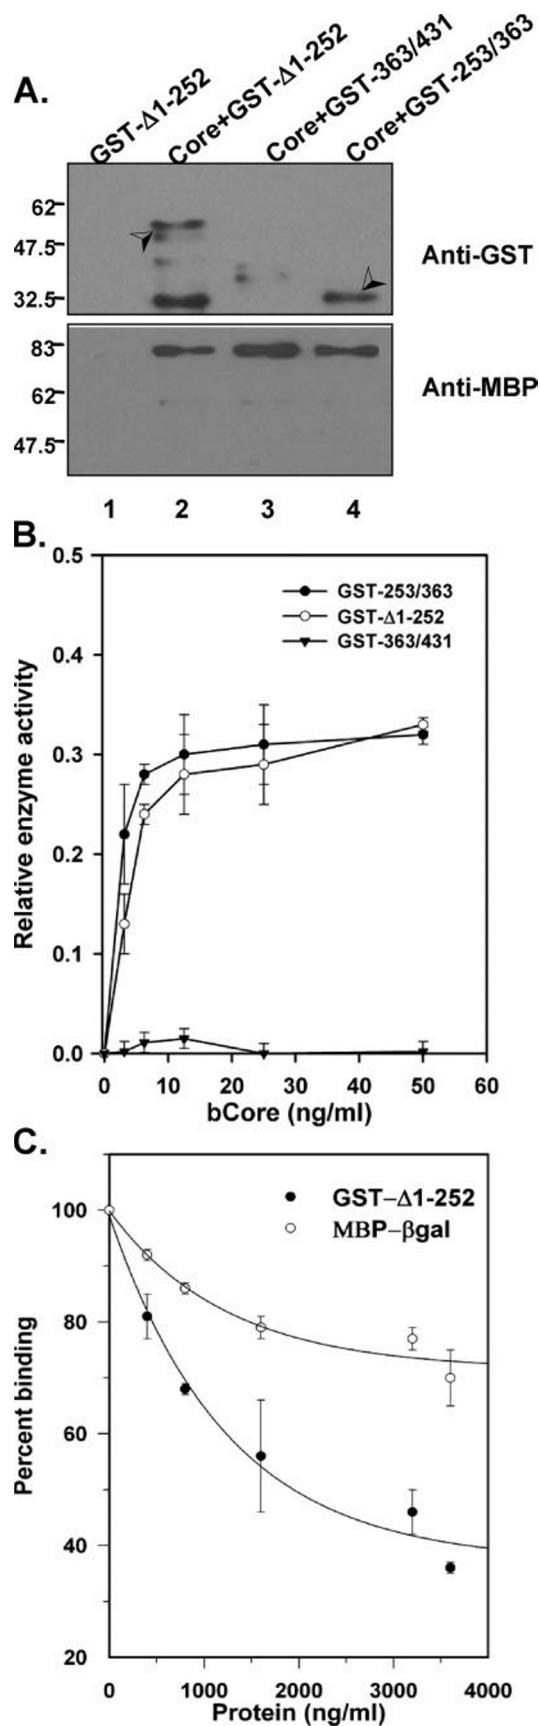 A.
GST-Δ1-252
Core+GST-Δ1-252
Core+GST-363/431
Core+GST-253/363
62
47.5
32.5
Anti-GST
83
62
47.5
Anti-MBP
1 2 3 4
B.
0.5
0.4
0.3
0.2
0.1
0.0
Relative enzyme activity
GST-253/363
GST-Δ1-252
GST-363/431
0 10 20 30 40 50 60
bCore (ng/ml)
C.
100
80
60
40
20
Percent binding
GST–Δ1-252
MBP–βgal
0 1000 2000 3000 4000
Protein (ng/ml)